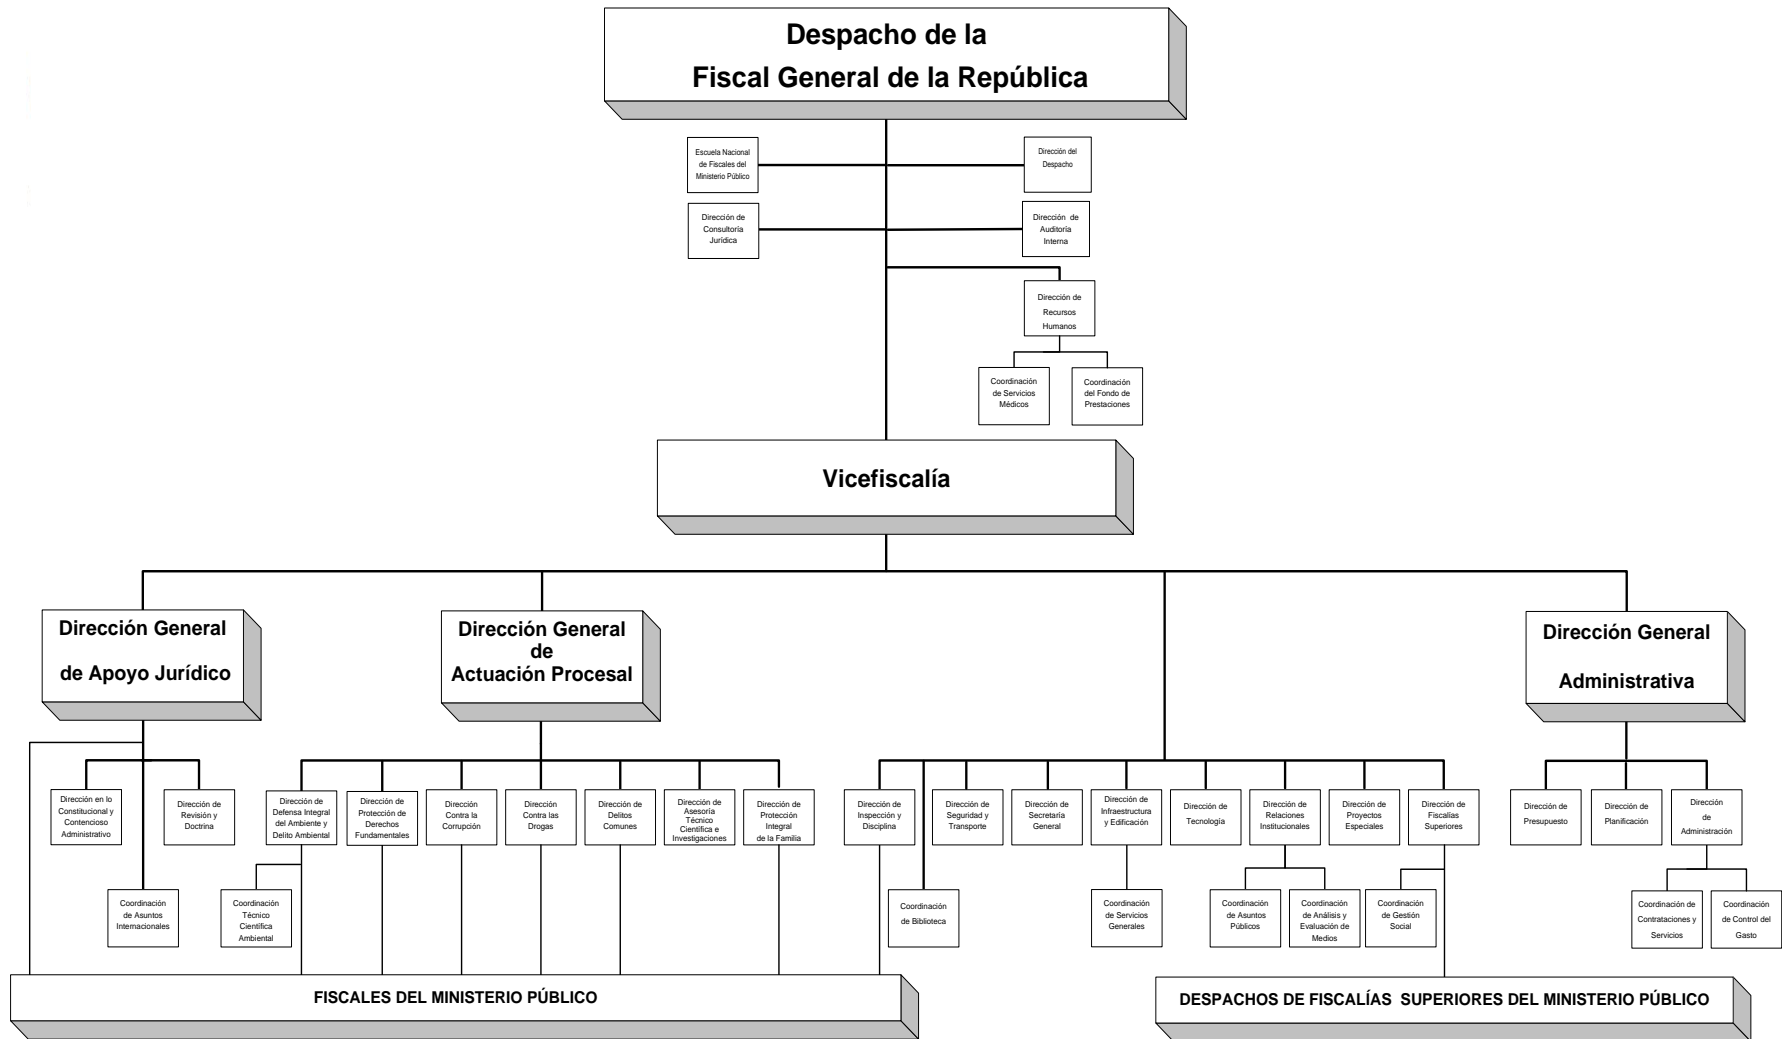 Despacho de la
Fiscal General de la República
Escuela Nacional
de Fiscales del
Ministerio Público
Dirección del
Despacho
Dirección de
Consultoría
Jurídica
Dirección de
Auditoría
Interna
Dirección de
Recursos
Humanos
Coordinación
de Servicios
Médicos
Coordinación
del Fondo de
Prestaciones
Vicefiscalía
Dirección General
de Apoyo Jurídico
Dirección General
de
Actuación Procesal
Dirección General
Administrativa
Dirección en lo
Constitucional y
Contencioso
Administrativo
Dirección de
Revisión y
Doctrina
Dirección de
Defensa Integral
del Ambiente y
Delito Ambiental
Dirección de
Protección de
Derechos
Fundamentales
Dirección
Contra la
Corrupción
Dirección
Contra las
Drogas
Dirección de
Delitos
Comunes
Dirección de
Asesoría
Técnico
Científica e
Investigaciones
Dirección de
Protección
Integral
de la Familia
Dirección de
Inspección y
Disciplina
Dirección de
Seguridad y
Transporte
Dirección de
Secretaría
General
Dirección de
Infraestructura
y Edificación
Dirección de
Tecnología
Dirección de
Relaciones
Institucionales
Dirección de
Proyectos
Especiales
Dirección de
Fiscalías
Superiores
Dirección de
Presupuesto
Dirección de
Planificación
Dirección
de
Administración
Coordinación
de Asuntos
Internacionales
Coordinación
Técnico
Científica
Ambiental
Coordinación
de Biblioteca
Coordinación
de Servicios
Generales
Coordinación
de Asuntos
Públicos
Coordinación
de Análisis y
Evaluación de
Medios
Coordinación
de Gestión
Social
Coordinación de
Contrataciones y
Servicios
Coordinación
de Control del
Gasto
FISCALES DEL MINISTERIO PÚBLICO
DESPACHOS DE FISCALÍAS SUPERIORES DEL MINISTERIO PÚBLICO